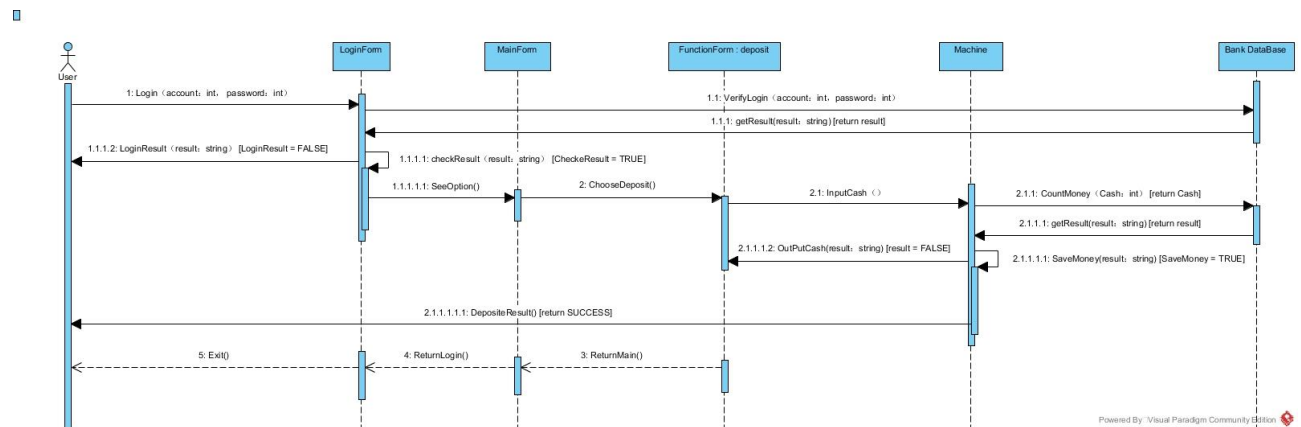 LoginForm
MainForm
FunctionForm : deposit
Machine
Bank DataBase
User
1: Login（account：int， password：int）
1.1: VerifyLogin（account：int，password：int）
1.1.1: getResult(result：string) [return result]
1.1.1.2: LoginResult（result：string） [LoginResult = FALSE]
1.1.1.1: checkResult（result：string） [CheckeResult = TRUE]
1.1.1.1.1: SeeOption()
2: ChooseDeposit()
2.1: InputCash （）
2.1.1: CountMoney（Cash：int） [return Cash]
2.1.1.1: getResult(result：string) [return result]
2.1.1.1.2: OutPutCash(result：string) [result = FALSE]
2.1.1.1.1: SaveMoney(result：string) [SaveMoney = TRUE]
2.1.1.1.1.1: DepositeResult() [return SUCCESS]
5: Exit()
4: ReturnLogin()
3: ReturnMain()
Powered By Visual Paradigm Community Edition